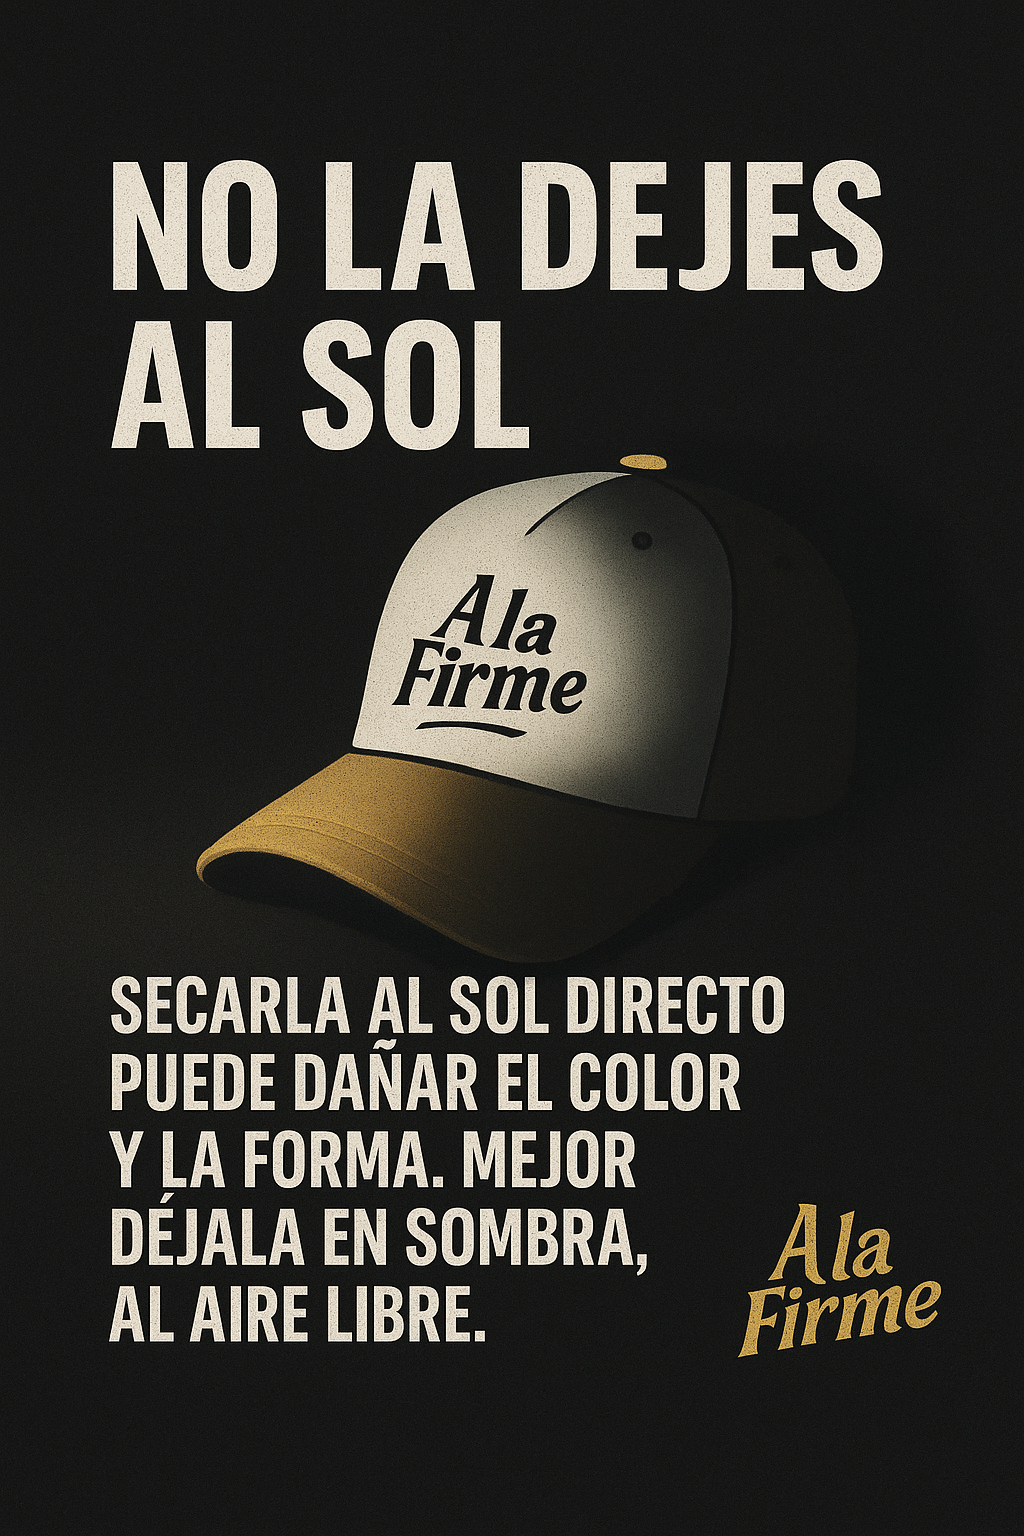 NO LA DEJES
AL SOL
A la
Firme
SECARLA AL SOL DIRECTO
PUEDE DAÑAR EL COLOR
Y LA FORMA. MEJOR
DÉJALA EN SOMBRA,
AL AIRE LIBRE.
A la
Firme